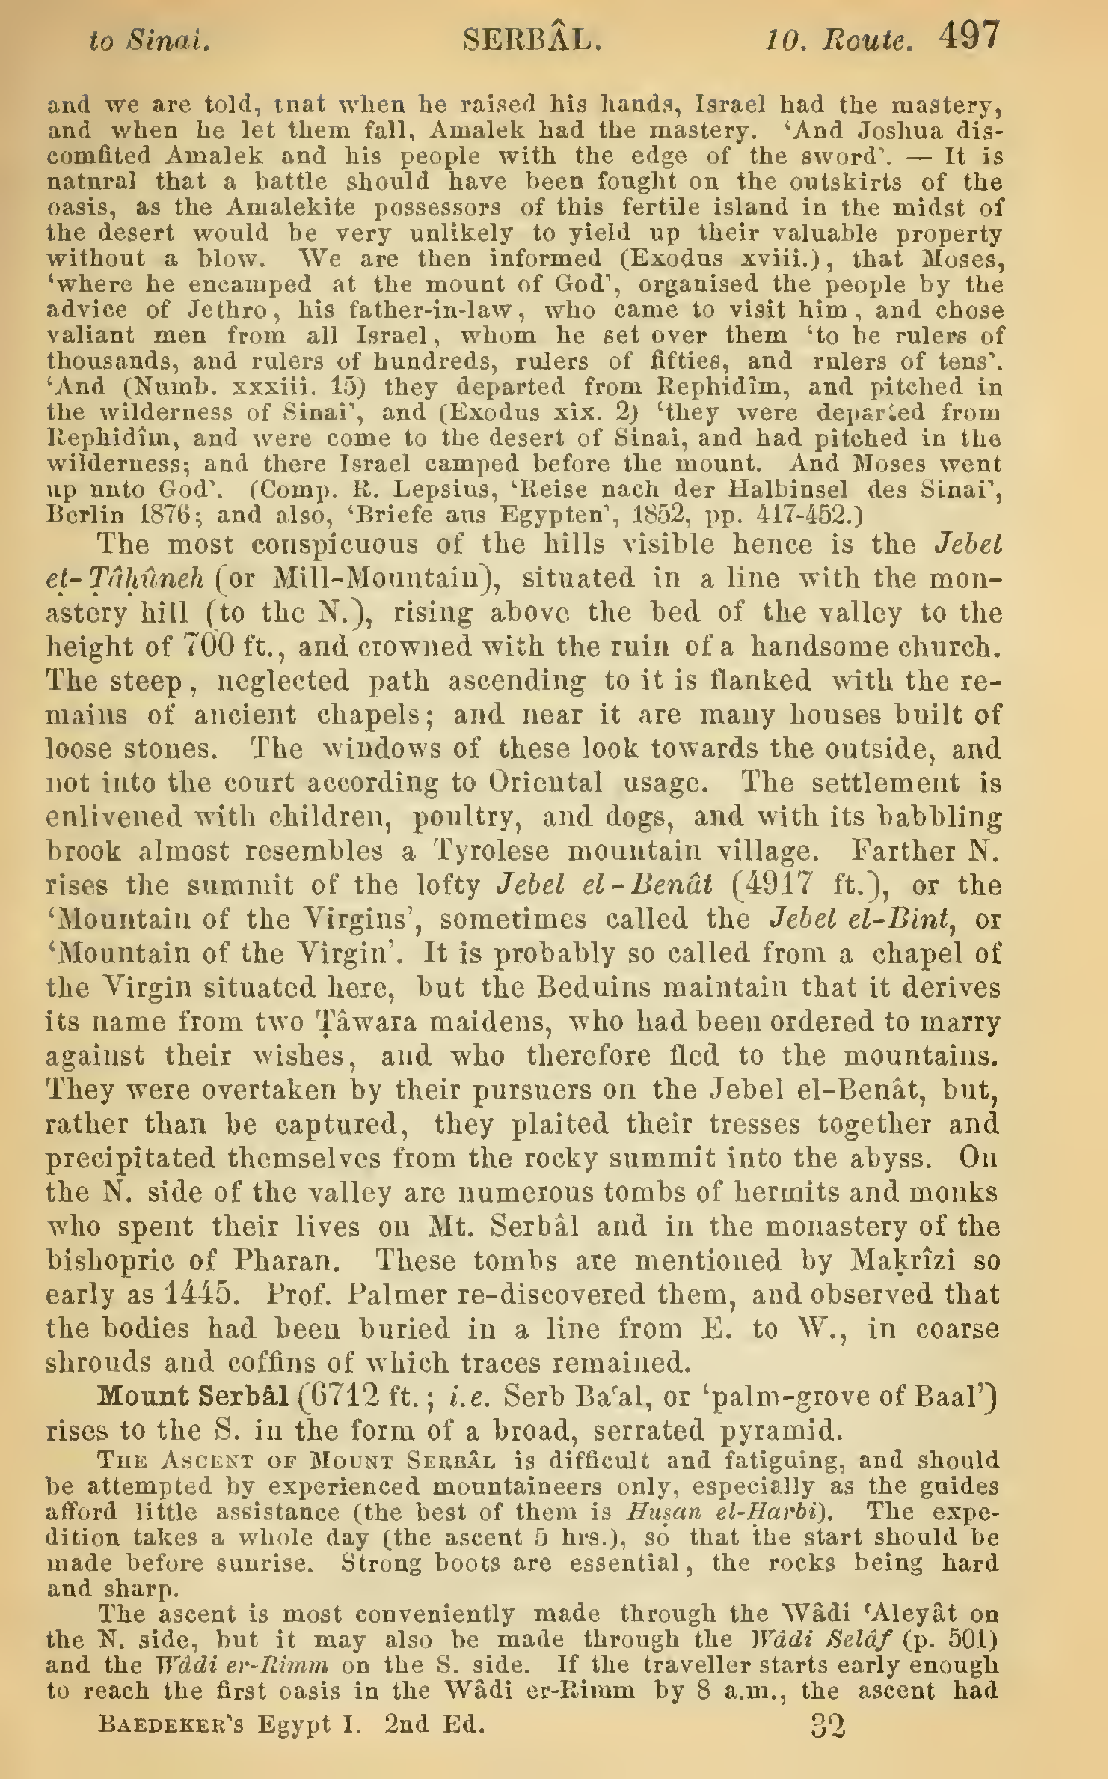 to Sinai. SERBÂL. 10. Route. 497
and we are told, tnat when he raised his hands, Israel had the mastery,
and when he let them fall, Amalek had the mastery. ‘And Joshua dis-
comfited Amalek and his people with the edge of the sword’. — It is
natural that a battle should have been fought on the outskirts of the
oasis, as the Amalekite possessors of this fertile island in the midst of
the desert would be very unlikely to yield up their valuable property
without a blow. We are then informed (Exodus xviii.), that Moses,
‘where he encamped at the mount of God’, organised the people by the
advice of Jethro, his father-in-law, who came to visit him, and chose
valiant men from all Israel, whom he set over them ‘to be rulers of
thousands, and rulers of hundreds, rulers of fifties, and rulers of tens’.
‘And (Numb. xxxiii. 15) they departed from Rephidîm, and pitched in
the wilderness of Sinai’, and (Exodus xix. 2) ‘they were departed from
Rephidîm, and were come to the desert of Sinai, and had pitched in the
wilderness; and there Israel camped before the mount. And Moses went
up unto God’. (Comp. R. Lepsius, ‘Reise nach der Halbinsel des Sinai’,
Berlin 1876; and also, ‘Briefe aus Egypten’, 1852, pp. 417-452.)
The most conspicuous of the hills visible hence is the Jebel
eṭ-Ṭâḥûneh (or Mill-Mountain), situated in a line with the mon-
astery hill (to the N.), rising above the bed of the valley to the
height of 700 ft., and crowned with the ruin of a handsome church.
The steep, neglected path ascending to it is flanked with the re-
mains of ancient chapels; and near it are many houses built of
loose stones. The windows of these look towards the outside, and
not into the court according to Oriental usage. The settlement is
enlivened with children, poultry, and dogs, and with its babbling
brook almost resembles a Tyrolese mountain village. Farther N.
rises the summit of the lofty Jebel el-Benât (4917 ft.), or the
‘Mountain of the Virgins’, sometimes called the Jebel el-Bint, or
‘Mountain of the Virgin’. It is probably so called from a chapel of
the Virgin situated here, but the Beduins maintain that it derives
its name from two Ṭâwara maidens, who had been ordered to marry
against their wishes, and who therefore fled to the mountains.
They were overtaken by their pursuers on the Jebel el-Benât, but,
rather than be captured, they plaited their tresses together and
precipitated themselves from the rocky summit into the abyss. On
the N. side of the valley are numerous tombs of hermits and monks
who spent their lives on Mt. Serbâl and in the monastery of the
bishopric of Pharan. These tombs are mentioned by Maḳrîzi so
early as 1445. Prof. Palmer re-discovered them, and observed that
the bodies had been buried in a line from E. to W., in coarse
shrouds and coffins of which traces remained.
Mount Serbâl (6712 ft.; i.e. Serb Baʿal, or ‘palm-grove of Baal’)
rises to the S. in the form of a broad, serrated pyramid.
THE ASCENT OF MOUNT SERBÂL is difficult and fatiguing, and should
be attempted by experienced mountaineers only, especially as the guides
afford little assistance (the best of them is Ḥuṣan el-Ḥarbi). The expe-
dition takes a whole day (the ascent 5 hrs.), so that the start should be
made before sunrise. Strong boots are essential, the rocks being hard
and sharp.
The ascent is most conveniently made through the Wâdi ʿAleyât on
the N. side, but it may also be made through the Wâdi Selâf (p. 501)
and the Wâdi er-Rimm on the S. side. If the traveller starts early enough
to reach the first oasis in the Wâdi er-Rimm by 8 a.m., the ascent had
BAEDEKER'S Egypt I. 2nd Ed. 32